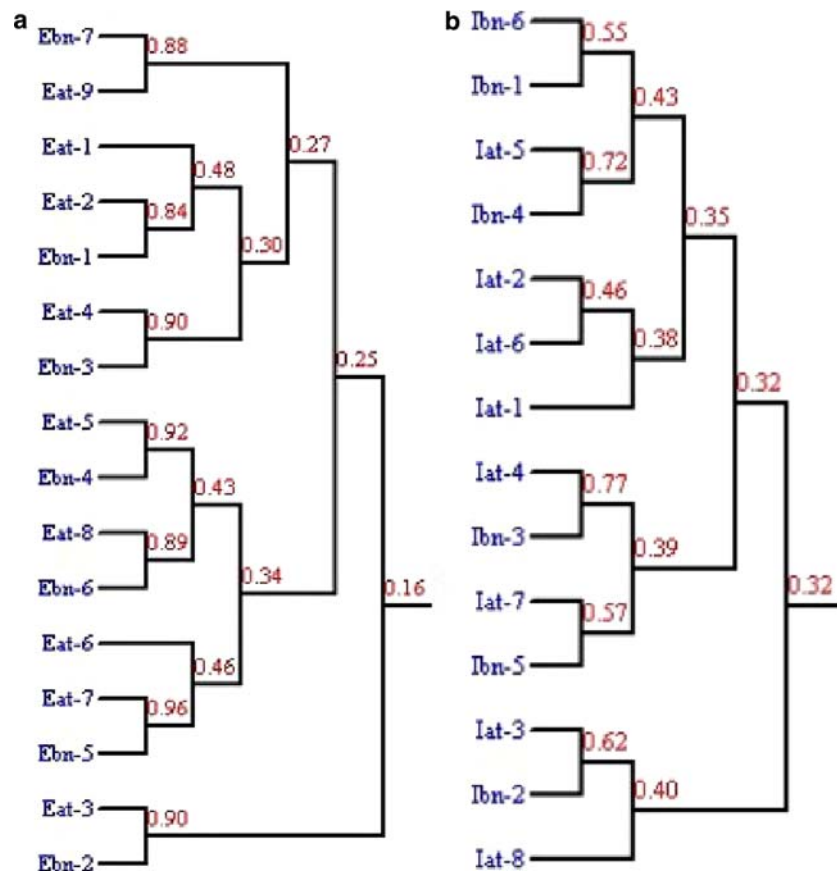 a
Ebn-7
0.88
Eat-9
0.27
Eat-1
0.48
Eat-2
0.84
Ebn-1
0.30
Eat-4
0.90
Ebn-3
0.25
Eat-5
0.92
Ebn-4
0.43
Eat-8
0.89
Ebn-6
0.34
0.16
Eat-6
0.46
Eat-7
0.96
Ebn-5
Eat-3
0.90
Ebn-2
b
Ibn-6
0.55
Ibn-1
0.43
Iat-5
0.72
Ibn-4
0.35
Iat-2
0.46
Iat-6
0.38
Iat-1
0.32
Iat-4
0.77
Ibn-3
0.39
Iat-7
0.57
0.32
Ibn-5
Iat-3
0.62
Ibn-2
0.40
Iat-8